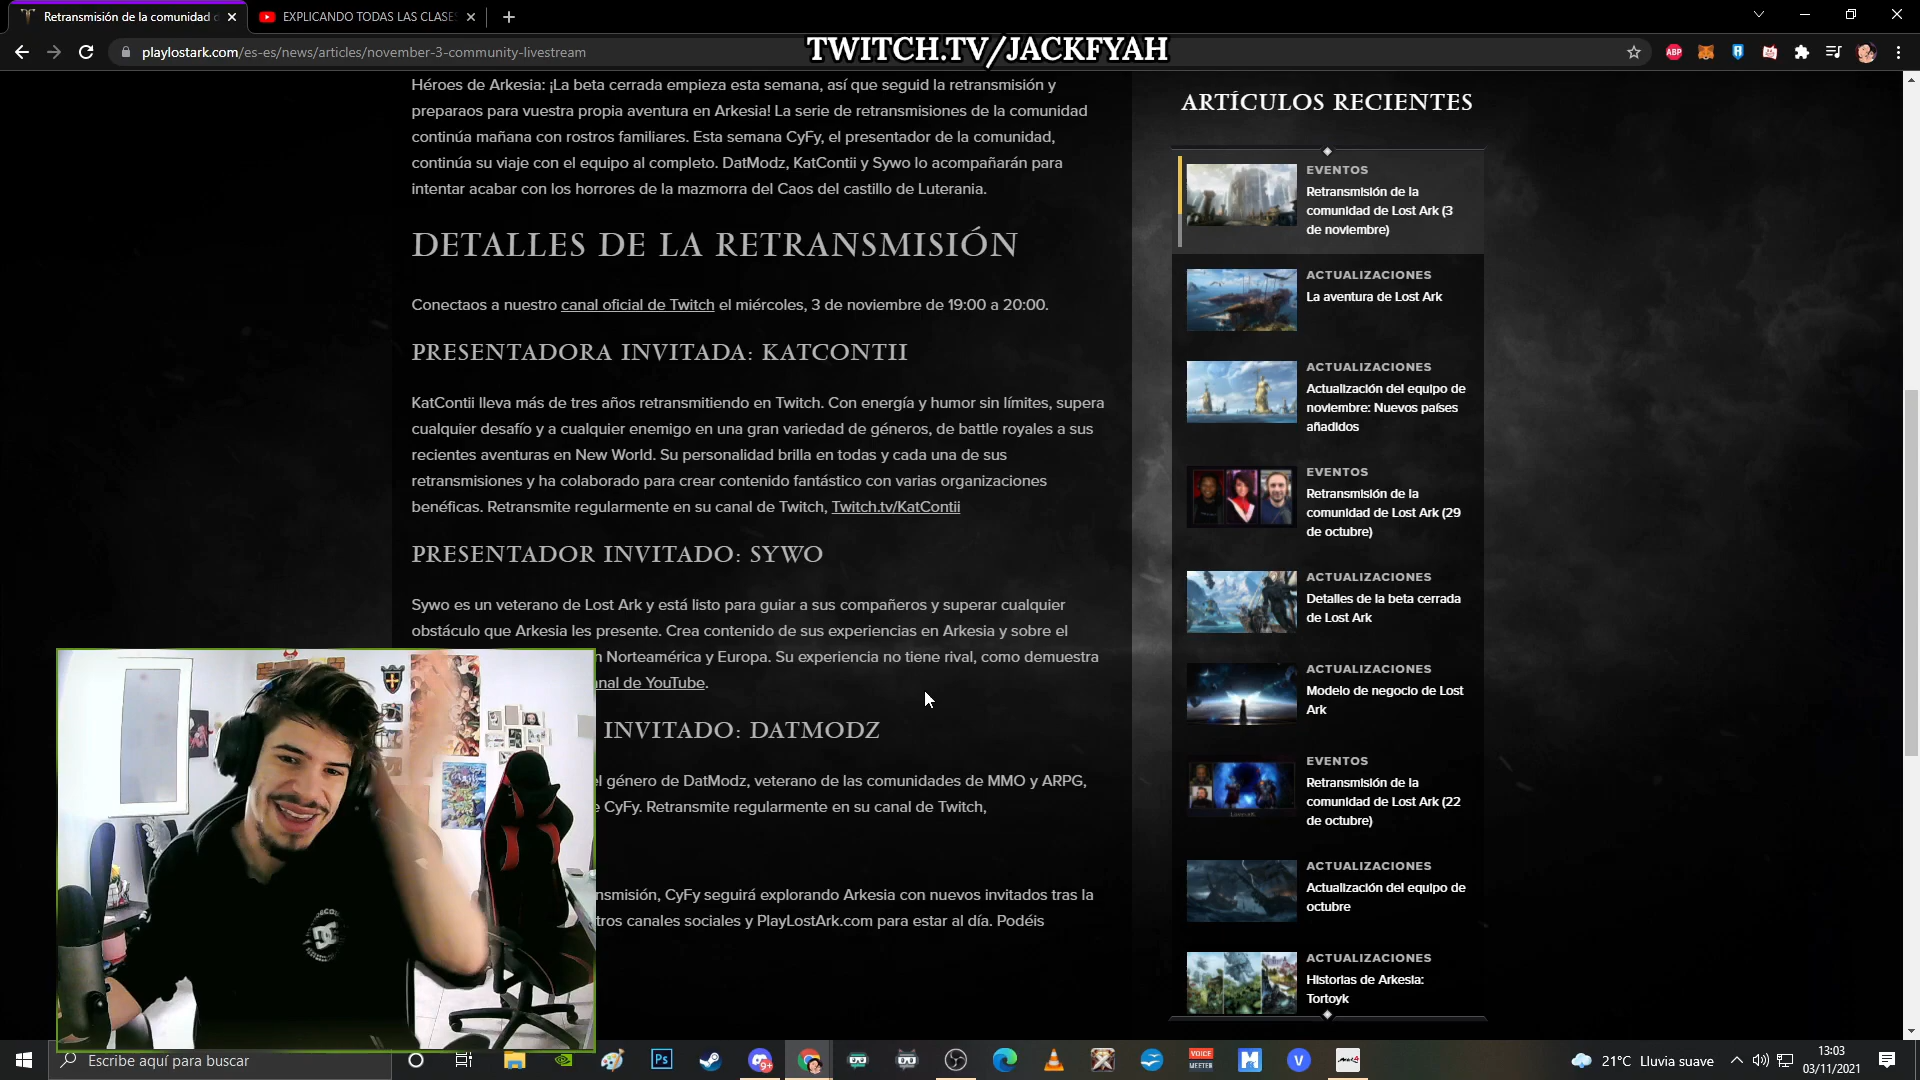 Retransmisión de la comunidad d
EXPLICANDO TODAS LAS CLASES
playlostark.com/es-es/news/articles/november-3-community-livestream
TWITCH.TV/JACKFYAH
ABP
Héroes de Arkesia: ¡La beta cerrada empieza esta semana, así que seguid la retransmisión y
preparaos para vuestra propia aventura en Arkesia! La serie de retransmisiones de la comunidad
continúa mañana con rostros familiares. Esta semana CyFy, el presentador de la comunidad,
continúa su viaje con el equipo al completo. DatModz, KatContii y Sywo lo acompañarán para
intentar acabar con los horrores de la mazmorra del Caos del castillo de Luterania.
DETALLES DE LA RETRANSMISIÓN
Conectaos a nuestro canal oficial de Twitch el miércoles, 3 de noviembre de 19:00 a 20:00.
PRESENTADORA INVITADA: KATCONTII
KatContii lleva más de tres años retransmitiendo en Twitch. Con energía y humor sin límites, supera
cualquier desafío y a cualquier enemigo en una gran variedad de géneros, de battle royales a sus
recientes aventuras en New World. Su personalidad brilla en todas y cada una de sus
retransmisiones y ha colaborado para crear contenido fantástico con varias organizaciones
benéficas. Retransmite regularmente en su canal de Twitch, Twitch.tv/KatContii
PRESENTADOR INVITADO: SYWO
Sywo es un veterano de Lost Ark y está listo para guiar a sus compañeros y superar cualquier
obstáculo que Arkesia les presente. Crea contenido de sus experiencias en Arkesia y sobre el
n Norteamérica y Europa. Su experiencia no tiene rival, como demuestra
anal de YouTube.
INVITADO: DATMODZ
el género de DatModz, veterano de las comunidades de MMO y ARPG,
e CyFy. Retransmite regularmente en su canal de Twitch,
nsmisión, CyFy seguirá explorando Arkesia con nuevos invitados tras la
tros canales sociales y PlayLostArk.com para estar al día. Podéis
ARTÍCULOS RECIENTES
EVENTOS
Retransmisión de la
comunidad de Lost Ark (3
de noviembre)
ACTUALIZACIONES
La aventura de Lost Ark
ACTUALIZACIONES
Actualización del equipo de
noviembre: Nuevos países
añadidos
EVENTOS
Retransmisión de la
comunidad de Lost Ark (29
de octubre)
ACTUALIZACIONES
Detalles de la beta cerrada
de Lost Ark
ACTUALIZACIONES
Modelo de negocio de Lost
Ark
EVENTOS
Retransmisión de la
comunidad de Lost Ark (22
de octubre)
ACTUALIZACIONES
Actualización del equipo de
octubre
ACTUALIZACIONES
Historias de Arkesia:
Tortoyk
Escribe aquí para buscar
Ps
9+
VOICE
MEETER
M
V
21°C Lluvia suave
13:03
03/11/2021